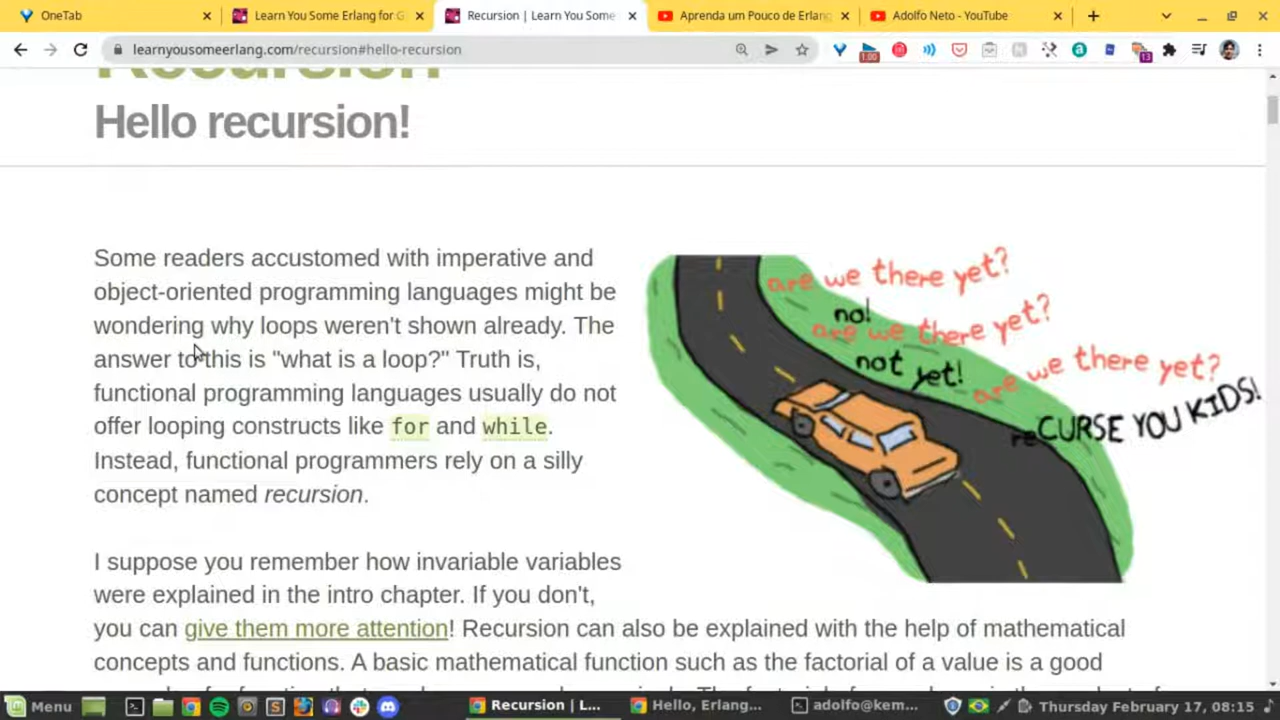 OneTab
Learn You Some Erlang for G
Recursion | Learn You Some
Aprenda um Pouco de Erlang
Adolfo Neto - YouTube
learnyousomeerlang.com/recursion#hello-recursion
1.00
13
Recursion
Hello recursion!
Some readers accustomed with imperative and
object-oriented programming languages might be
wondering why loops weren't shown already. The
answer to this is "what is a loop?" Truth is,
functional programming languages usually do not
offer looping constructs like for and while.
Instead, functional programmers rely on a silly
concept named recursion.
are we there yet?
no!
are we there yet?
not yet!
are we there yet?
reCURSE YOU KIDS!
I suppose you remember how invariable variables
were explained in the intro chapter. If you don't,
you can give them more attention! Recursion can also be explained with the help of mathematical
concepts and functions. A basic mathematical function such as the factorial of a value is a good
Menu
Recursion | L...
Hello, Erlang...
adolfo@kem...
Thursday February 17, 08:15